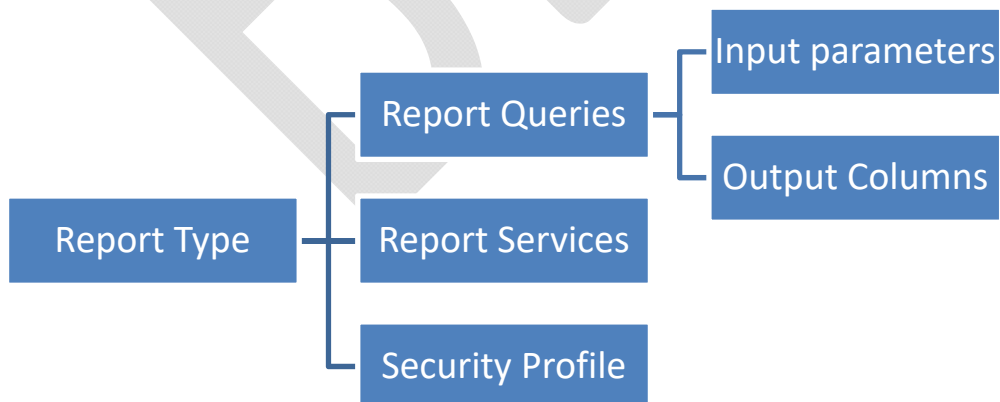 Input parameters
Report Queries
Output Columns
Report Type
Report Services
Security Profile